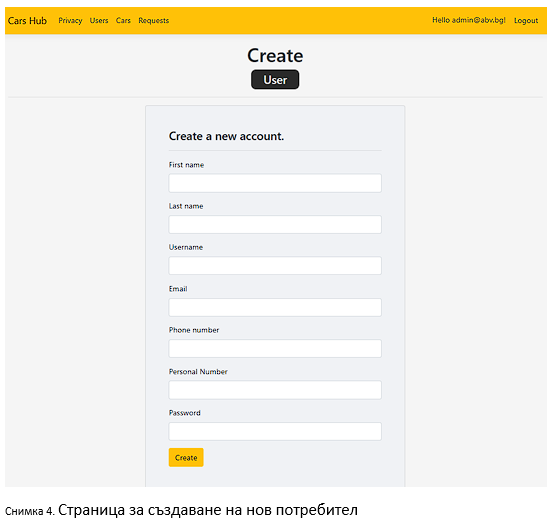 Cars Hub Privacy Users Cars Requests Hello admin@abv.bg! Logout
Create
User
Create a new account.
First name
Last name
Username
Email
Phone number
Personal Number
Password
Create
Снимка 4. Страница за създаване на нов потребител